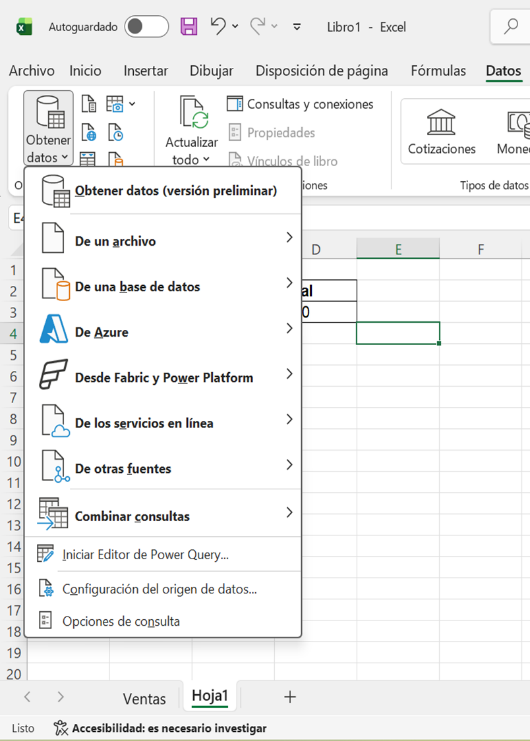 Autoguardado
Libro1 - Excel
Archivo Inicio Insertar Dibujar Disposición de página Fórmulas Datos
Obtener datos
Actualizar todo
Consultas y conexiones
Propiedades
Vínculos de libro
Cotizaciones
Mone
iones
Tipos de datos
Obtener datos (versión preliminar)
De un archivo
De una base de datos
De Azure
Desde Fabric y Power Platform
De los servicios en línea
De otras fuentes
Combinar consultas
Iniciar Editor de Power Query...
Configuración del origen de datos...
Opciones de consulta
D E F
1
2 al
3 0
4
5
6
7
8
9
10
11
12
13
14
15
16
17
18
19
20
Ventas Hoja1
Listo
Accesibilidad: es necesario investigar